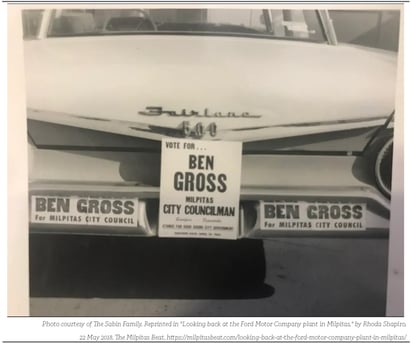 Fairlane
500
VOTE FOR...
BEN
GROSS
MILPITAS
CITY COUNCILMAN
BEN GROSS
For MILPITAS CITY COUNCIL
BEN GROSS
For MILPITAS CITY COUNCIL
Photo courtesy of The Sabin Family. Reprinted in "Looking back at the Ford Motor Company plant in Milpitas," by Rhoda Shapiro
22 May 2018. The Milpitas Beat. https://milpitasbeat.com/looking-back-at-the-ford-motor-company-plant-in-milpitas/